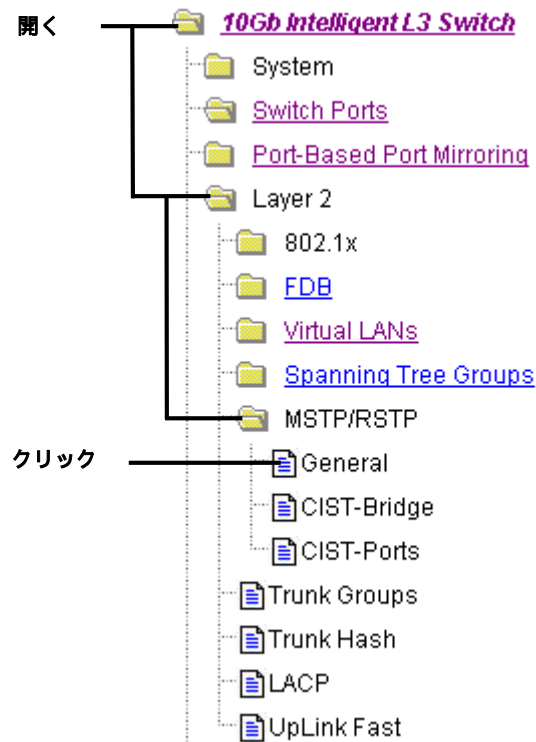 開く
10Gb Intelligent L3 Switch
System
Switch Ports
Port-Based Port Mirroring
Layer 2
802.1x
FDB
Virtual LANs
Spanning Tree Groups
MSTP/RSTP
クリック
General
CIST-Bridge
CIST-Ports
Trunk Groups
Trunk Hash
LACP
UpLink Fast